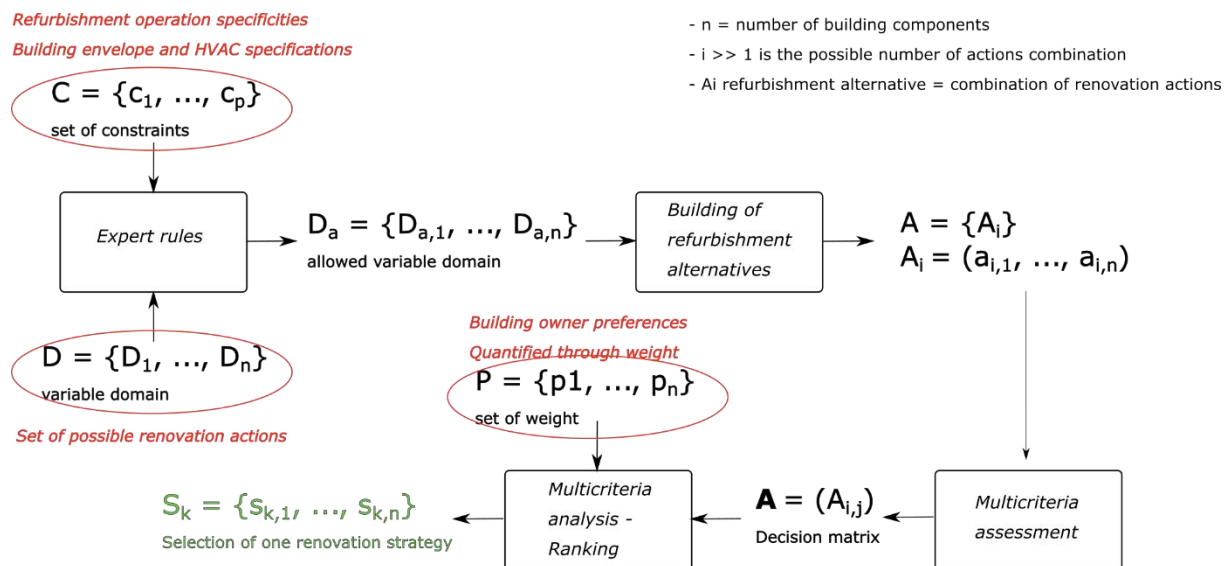 Refurbishment operation specificities
Building envelope and HVAC specifications
C = {c₁, ..., cₚ}
set of constraints
- n = number of building components
- i >> 1 is the possible number of actions combination
- Ai refurbishment alternative = combination of renovation actions
Expert rules
Dₐ = {Dₐ,₁, ..., Dₐ,ₙ}
allowed variable domain
Building of
refurbishment
alternatives
A = {Aᵢ}
Aᵢ = (aᵢ,₁, ..., aᵢ,ₙ)
D = {D₁, ..., Dₙ}
variable domain
Set of possible renovation actions
Building owner preferences
Quantified through weight
P = {p1, ..., pₙ}
set of weight
Sₖ = {sₖ,₁, ..., sₖ,ₙ}
Selection of one renovation strategy
Multicriteria
analysis -
Ranking
A = (Aᵢ,ⱼ)
Decision matrix
Multicriteria
assessment